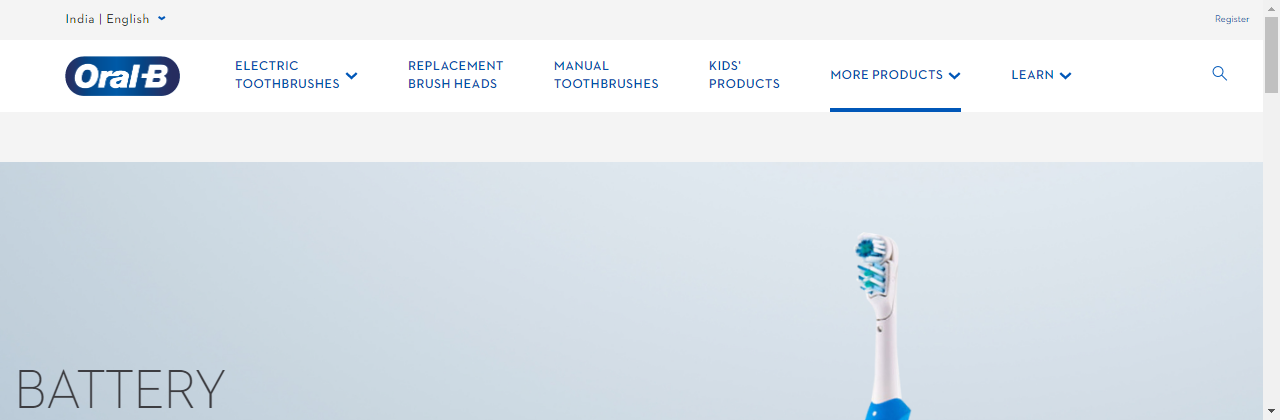 India | English
Register
Oral-B
ELECTRIC
TOOTHBRUSHES
REPLACEMENT
BRUSH HEADS
MANUAL
TOOTHBRUSHES
KIDS'
PRODUCTS
MORE PRODUCTS
LEARN
BATTERY